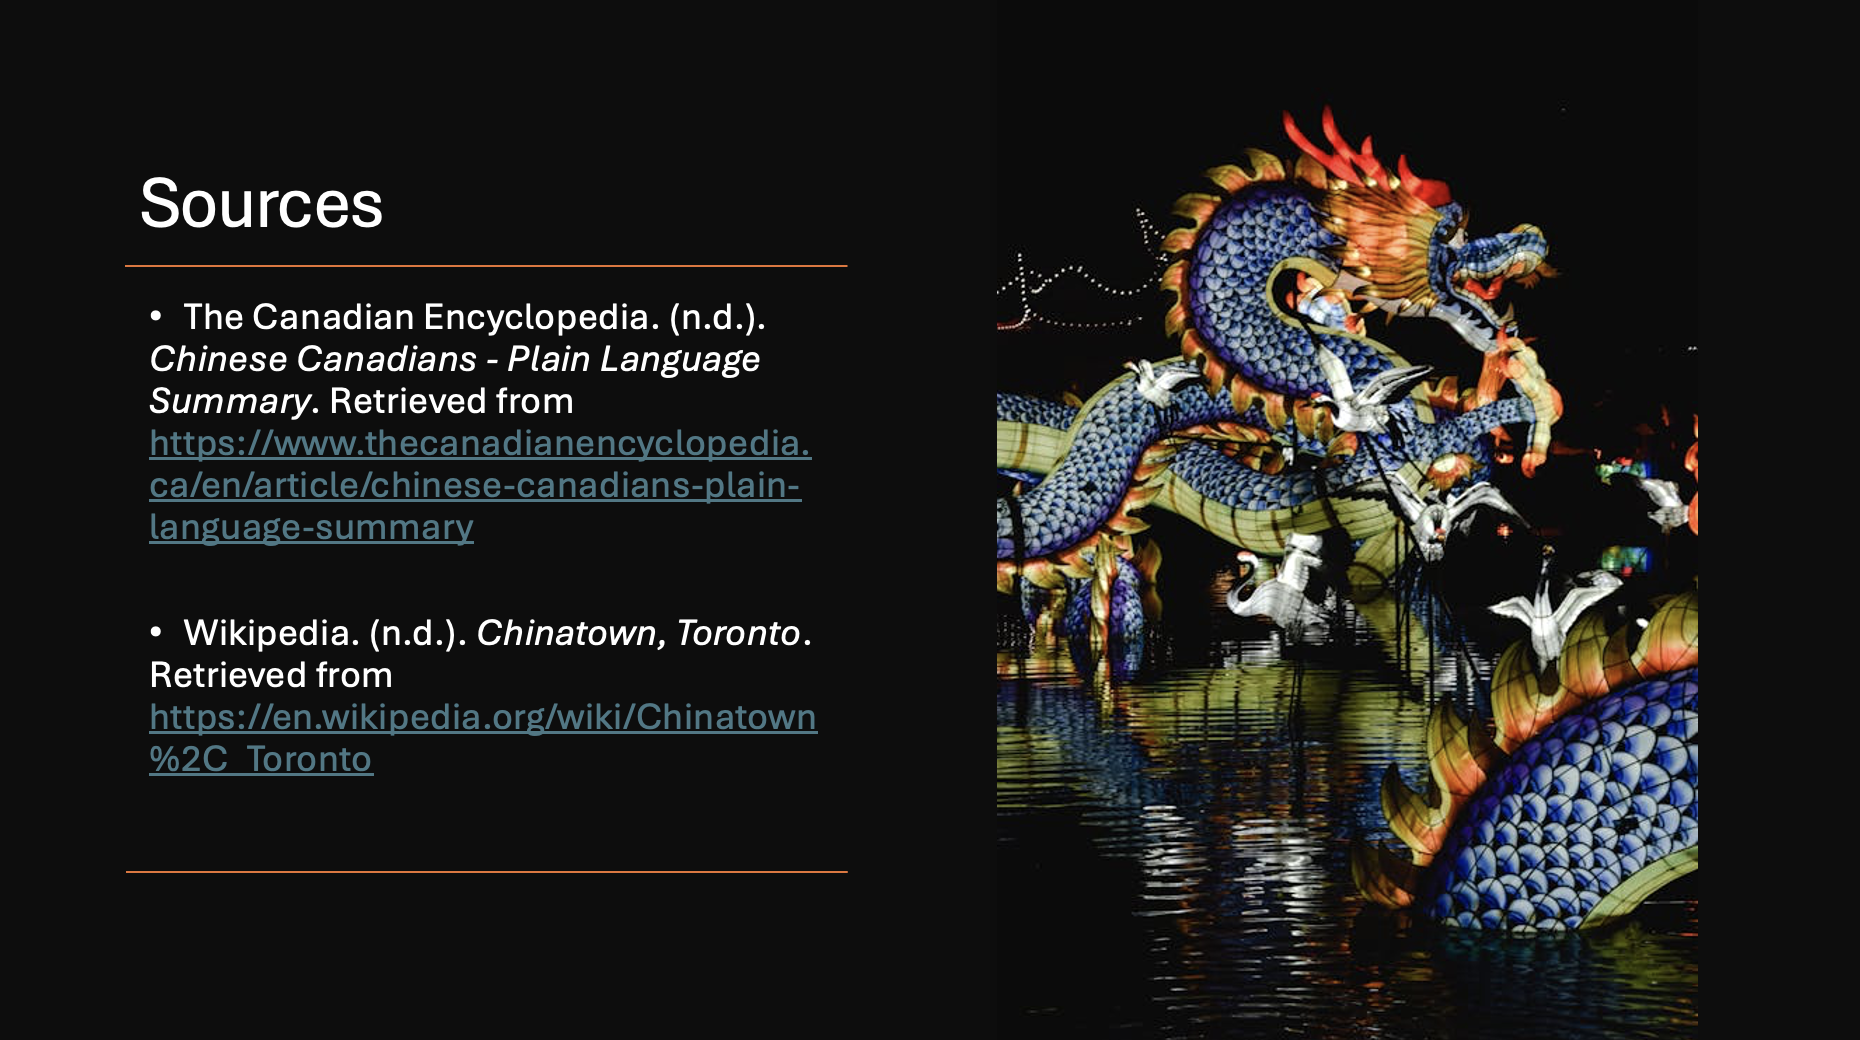 Sources
• The Canadian Encyclopedia. (n.d.).
Chinese Canadians - Plain Language
Summary. Retrieved from
https://www.thecanadianencyclopedia.
ca/en/article/chinese-canadians-plain-
language-summary
• Wikipedia. (n.d.). Chinatown, Toronto.
Retrieved from
https://en.wikipedia.org/wiki/Chinatown
%2C_Toronto